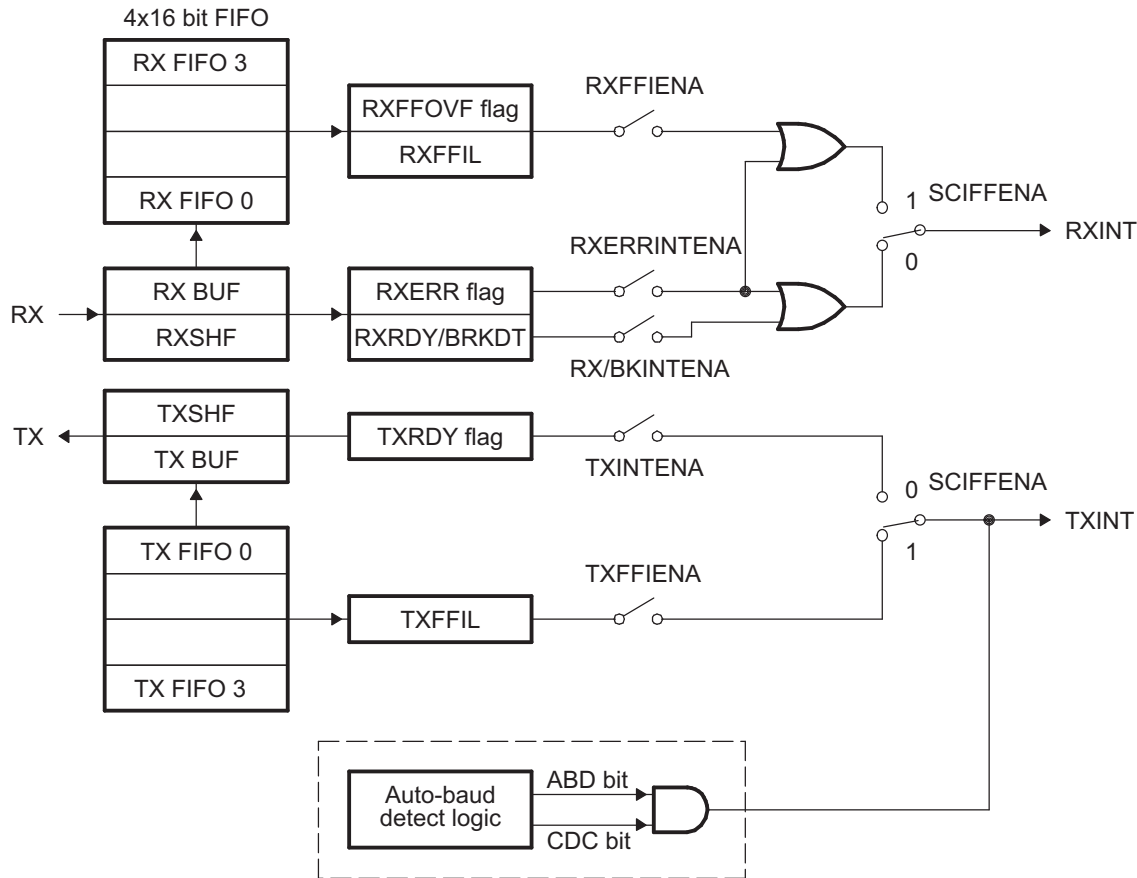 4x16 bit FIFO
RX FIFO 3
RX FIFO 0
RXFFOVF flag
RXFFIL
RXFFIENA
1
SCIFFENA
0
RXINT
RX
RX BUF
RXSHF
RXERR flag
RXRDY/BRKDT
RXERRINTENA
RX/BKINTENA
TX
TXSHF
TX BUF
TXRDY flag
TXINTENA
0
SCIFFENA
1
TXINT
TX FIFO 0
TX FIFO 3
TXFFIL
TXFFIENA
Auto-baud
detect logic
ABD bit
CDC bit